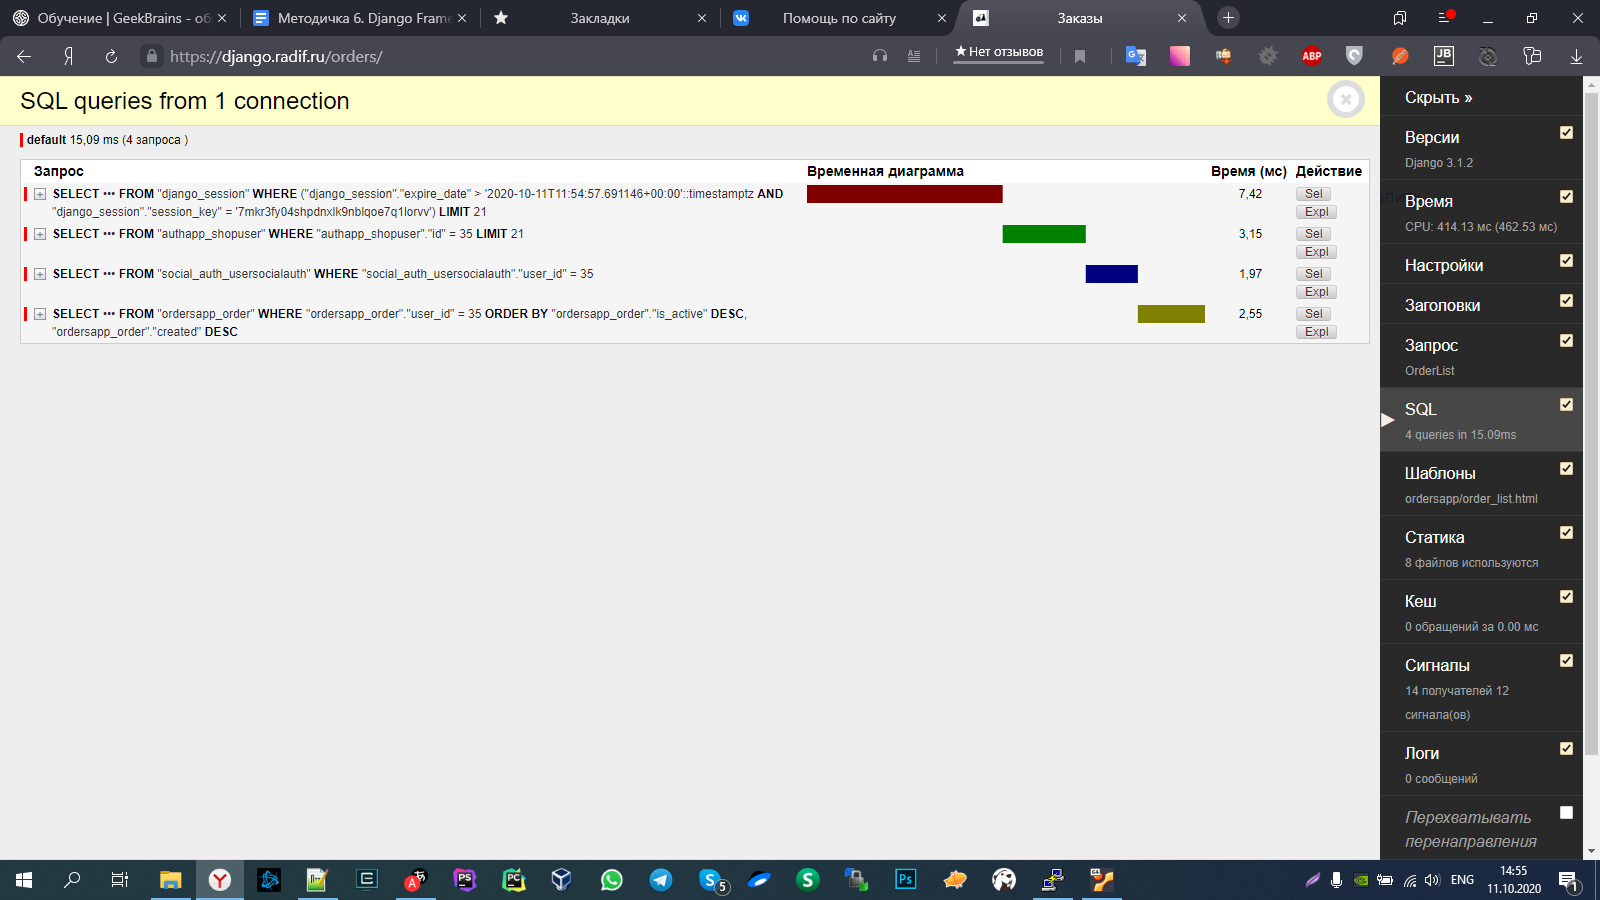 Обучение | GeekBrains - об
Методичка 6. Django Frame
Закладки
Помощь по сайту
Заказы
https://django.radif.ru/orders/
★ Нет отзывов
SQL queries from 1 connection
default 15,09 ms (4 запроса )
Запрос Временная диаграмма Время (мс) Действие
SELECT ••• FROM "django_session" WHERE ("django_session"."expire_date" > '2020-10-11T11:54:57.691146+00:00'::timestamptz AND 7,42 Sel
"django_session"."session_key" = '7mkr3fy04shpdnxlk9nblqoe7q1lorvv') LIMIT 21 Expl
SELECT ••• FROM "authapp_shopuser" WHERE "authapp_shopuser"."id" = 35 LIMIT 21 3,15 Sel
Expl
SELECT ••• FROM "social_auth_usersocialauth" WHERE "social_auth_usersocialauth"."user_id" = 35 1,97 Sel
Expl
SELECT ••• FROM "ordersapp_order" WHERE "ordersapp_order"."user_id" = 35 ORDER BY "ordersapp_order"."is_active" DESC, 2,55 Sel
"ordersapp_order"."created" DESC Expl
Скрыть »
Версии
Django 3.1.2
Время
CPU: 414.13 мс (462.53 мс)
Настройки
Заголовки
Запрос
OrderList
SQL
4 queries in 15.09ms
Шаблоны
ordersapp/order_list.html
Статика
8 файлов используются
Кеш
0 обращений за 0.00 мс
Сигналы
14 получателей 12
сигнала(ов)
Логи
0 сообщений
Перехватывать
перенаправления
ABP
JB
PS
PC
Ps
5
ENG
14:55
11.10.2020
1